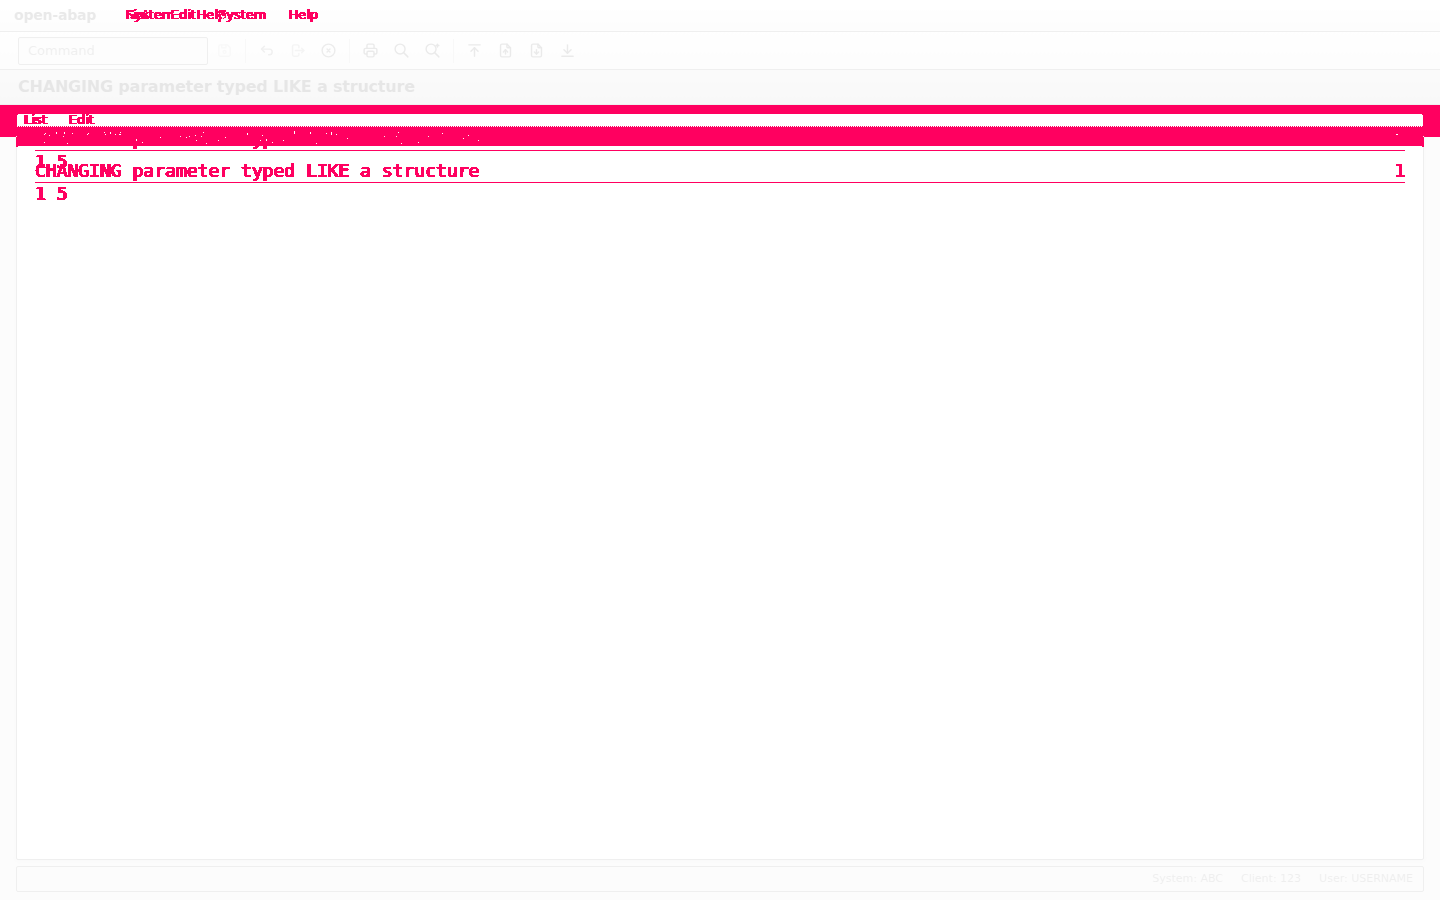 open-abap System Help
Command
CHANGING parameter typed LIKE a structure
List Edit
1 5
CHANGING parameter typed LIKE a structure 1
1 5
System: ABC Client: 123 User: USERNAME